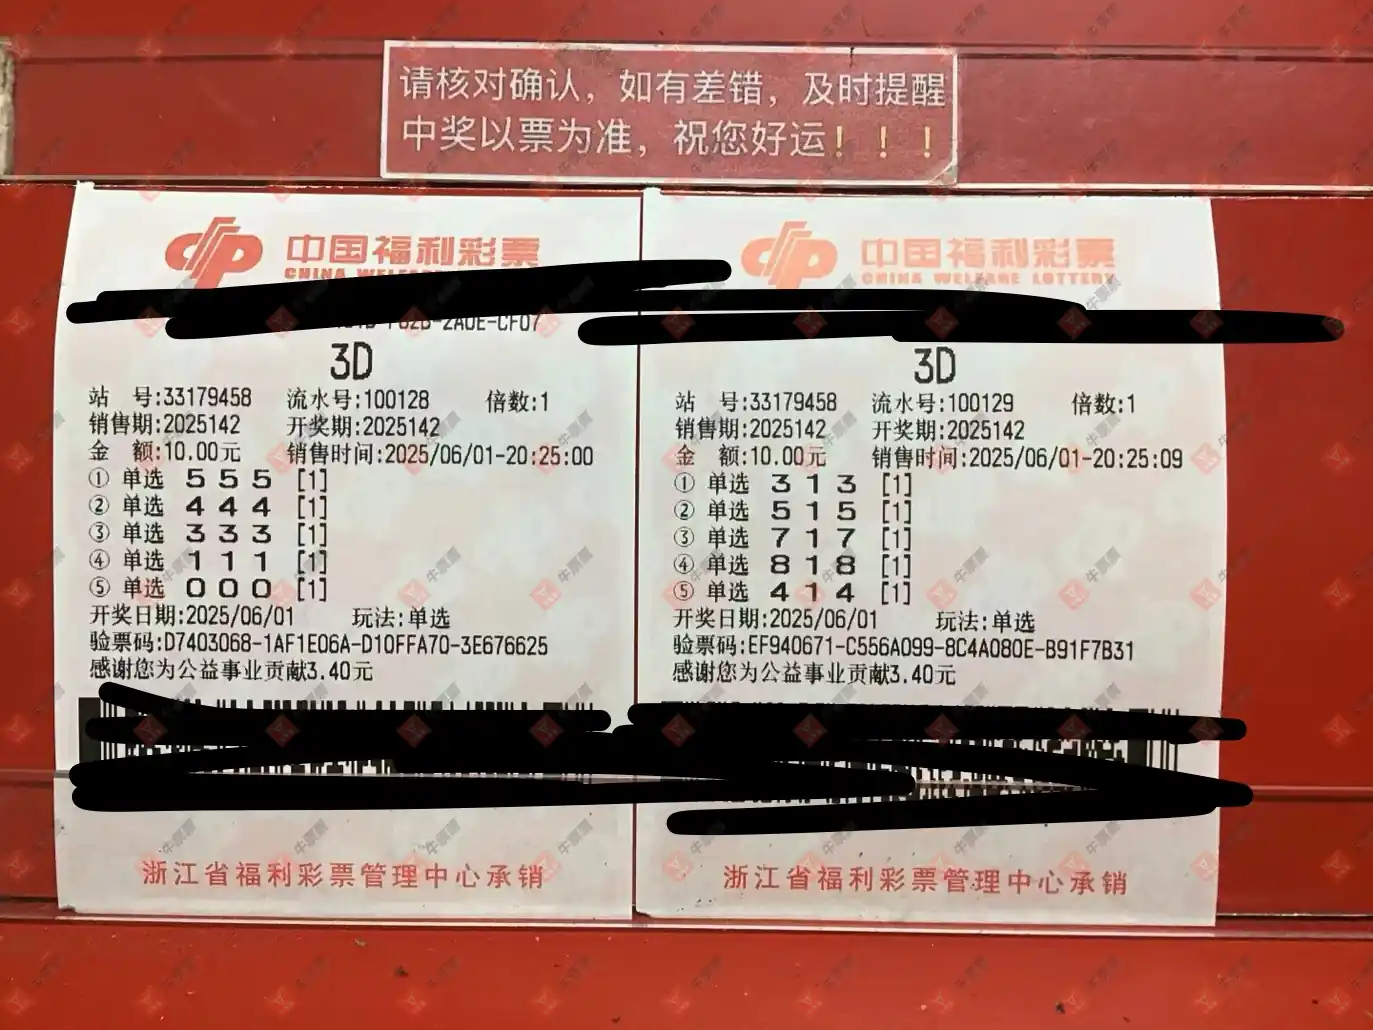 请核对确认，如有差错，及时提醒
中奖以票为准，祝您好运！！！
中国福利彩票
CHINA
3D
站 号:33179458 流水号:100128 倍数:1
销售期:2025142 开奖期:2025142
金 额:10.00元 销售时间:2025/06/01-20:25:00
① 单选 5 5 5 [1]
② 单选 4 4 4 [1]
③ 单选 3 3 3 [1]
④ 单选 1 1 1 [1]
⑤ 单选 0 0 0 [1]
开奖日期:2025/06/01 玩法:单选
验票码:D7403068-1AF1E06A-D10FFA70-3E676625
感谢您为公益事业贡献3.40元
浙江省福利彩票管理中心承销
中国福利彩票
CHINA WELFARE LOTTERY
3D
站 号:33179458 流水号:100129 倍数:1
销售期:2025142 开奖期:2025142
金 额:10.00元 销售时间:2025/06/01-20:25:09
① 单选 3 1 3 [1]
② 单选 5 1 5 [1]
③ 单选 7 1 7 [1]
④ 单选 8 1 8 [1]
⑤ 单选 4 1 4 [1]
开奖日期:2025/06/01 玩法:单选
验票码:EF940671-C556A099-8C4A080E-B91F7B31
感谢您为公益事业贡献3.40元
浙江省福利彩票管理中心承销
牛票票